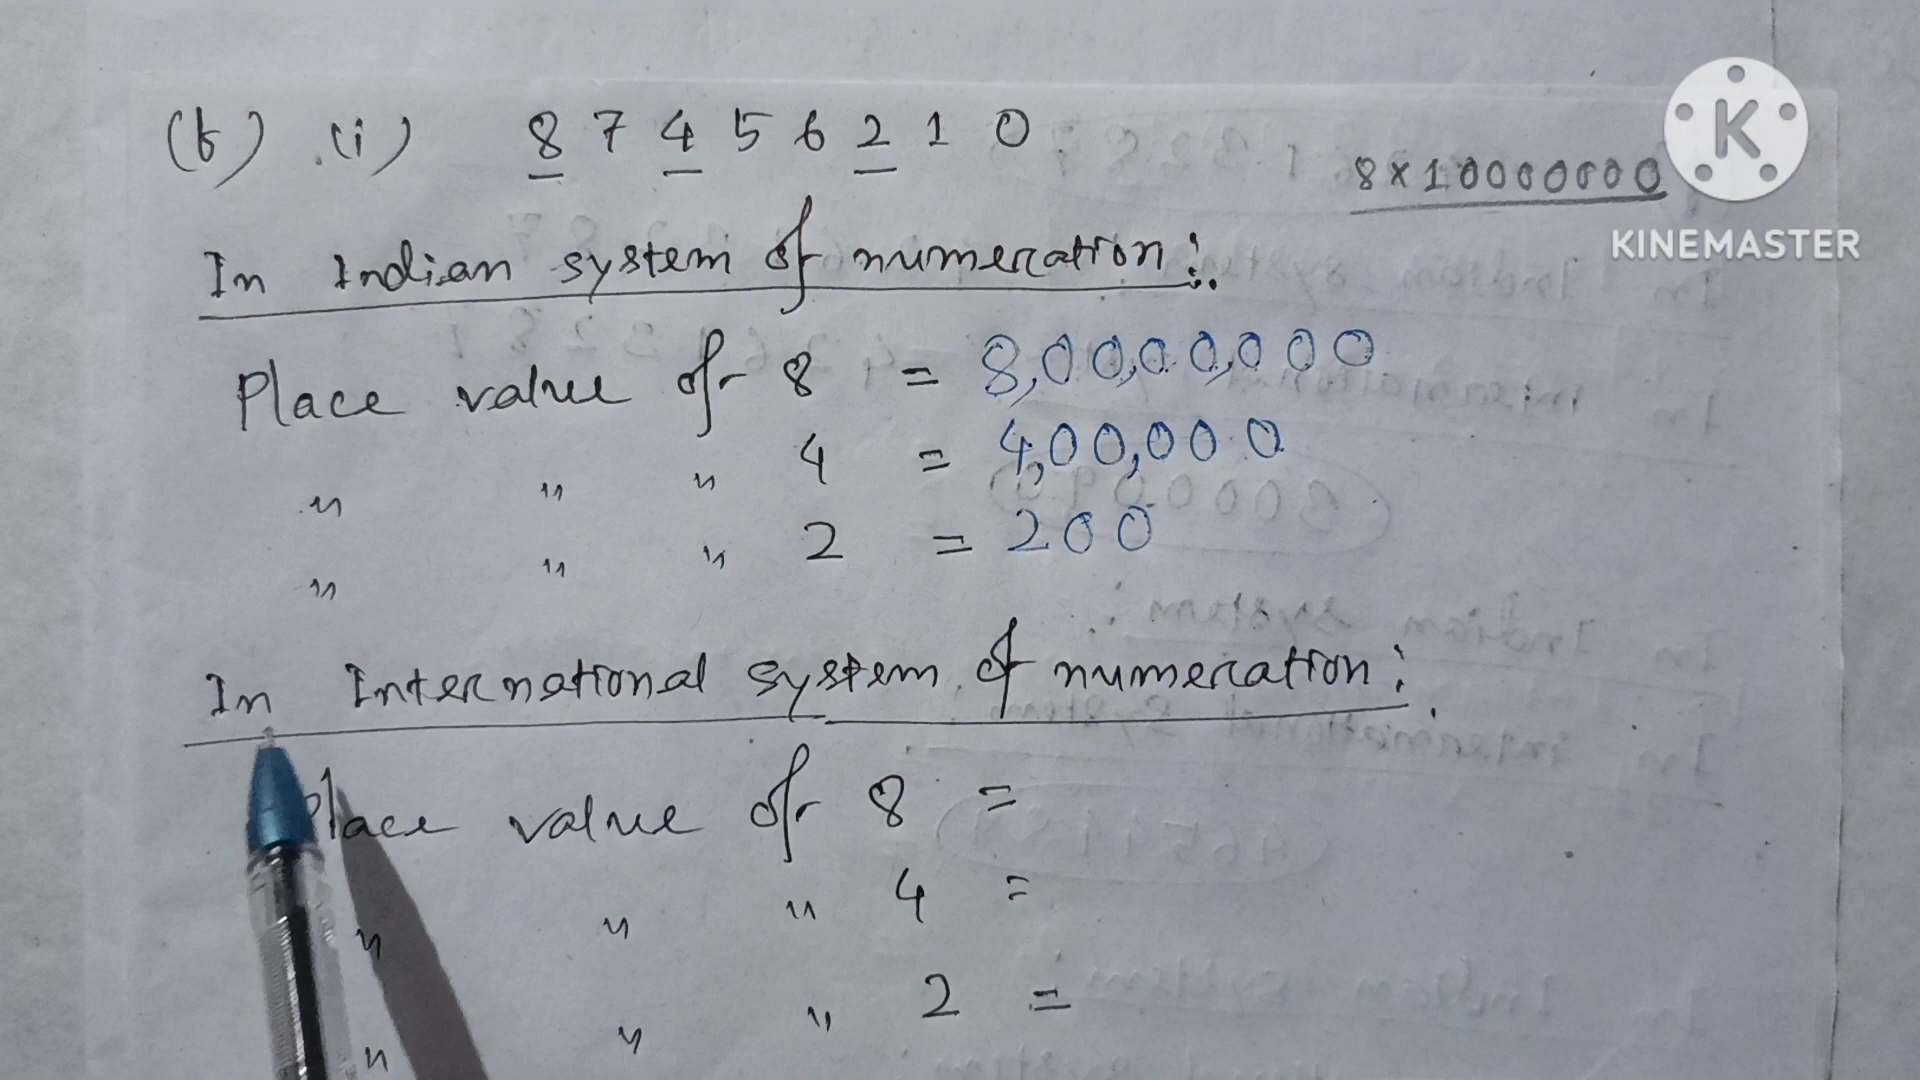 (b) (i) 8 7 4 5 6 2 1 0
8 × 10000000
K
KINEMASTER
In Indian system of numeration:
Place value of 8 = 8,00,00,000
" " " 4 = 4,00,000
" " " 2 = 200
In International system of numeration:
Place value of 8 =
" " " 4 =
" " " 2 =